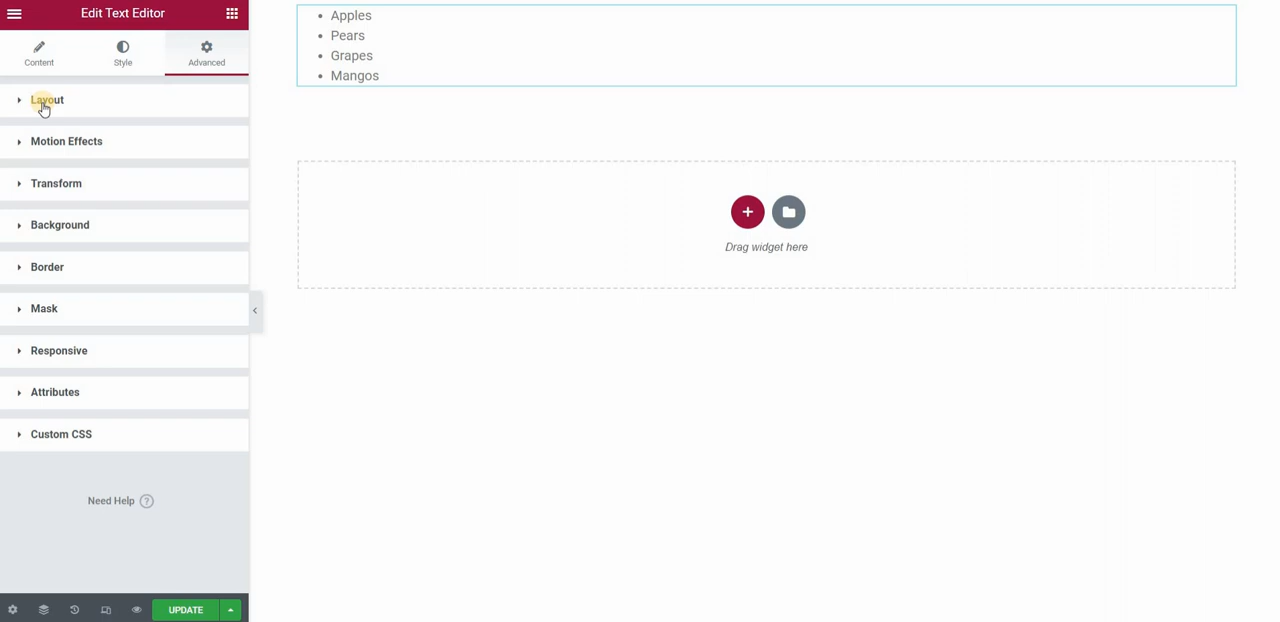 Edit Text Editor
Content
Style
Advanced
Layout
Motion Effects
Transform
Background
Border
Mask
Responsive
Attributes
Custom CSS
Need Help ?
UPDATE
• Apples
• Pears
• Grapes
• Mangos
Drag widget here